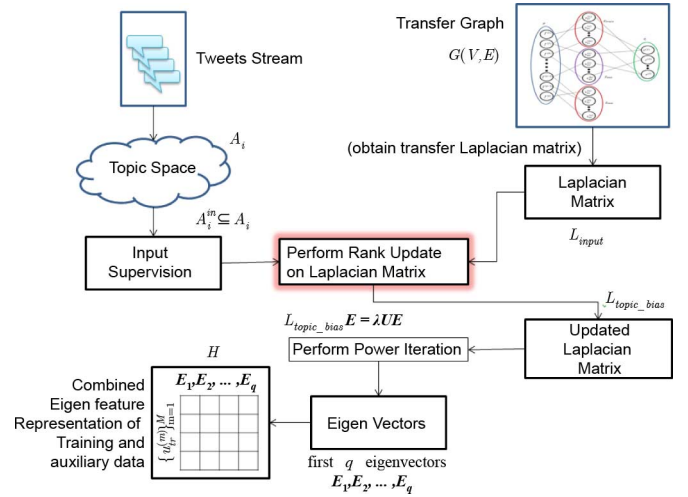 Tweets Stream
Transfer Graph
G(V,E)
A_i
Topic Space
(obtain transfer Laplacian matrix)
Laplacian
Matrix
L_input
A_i^in ⊆ A_i
Input
Supervision
Perform Rank Update
on Laplacian Matrix
L_topic_bias
L_topic_bias E = λUE
Perform Power Iteration
Updated
Laplacian
Matrix
H
E_1,E_2, ... ,E_q
{u_tr^(m)}_m=1^M
Combined
Eigen feature
Representation of
Training and
auxiliary data
Eigen Vectors
first q eigenvectors
E_1,E_2, ... ,E_q